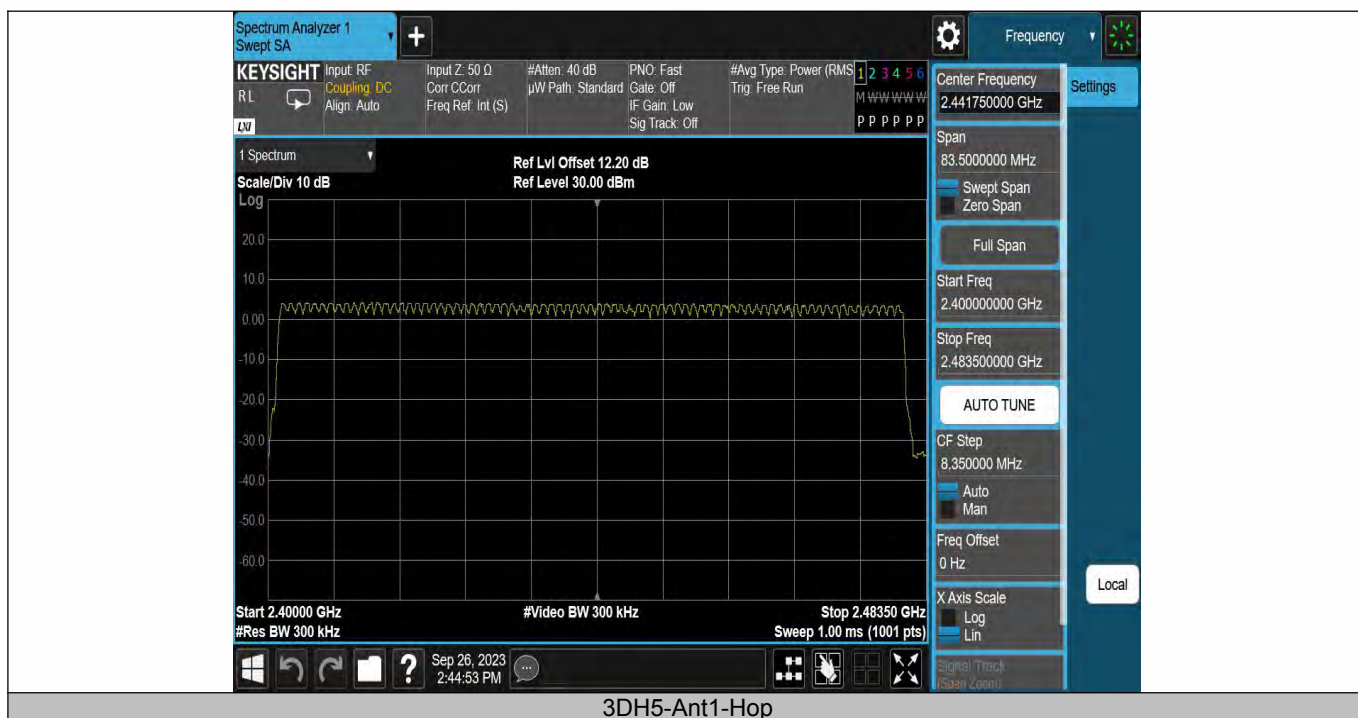 Spectrum Analyzer 1
Swept SA
Frequency
KEYSIGHT
R L
LXI
Input: RF
Coupling: DC
Align: Auto
Input Z: 50 Ω
Corr CCorr
Freq Ref: Int (S)
#Atten: 40 dB
µW Path: Standard
PNO: Fast
Gate: Off
IF Gain: Low
Sig Track: Off
#Avg Type: Power (RMS
Trig: Free Run
1 2 3 4 5 6
M W W W W W
P P P P P P
1 Spectrum
Scale/Div 10 dB
Ref Lvl Offset 12.20 dB
Ref Level 30.00 dBm
Log
20.0
10.0
0.00
-10.0
-20.0
-30.0
-40.0
-50.0
-60.0
Start 2.40000 GHz
#Res BW 300 kHz
#Video BW 300 kHz
Stop 2.48350 GHz
Sweep 1.00 ms (1001 pts)
Center Frequency
2.441750000 GHz
Settings
Span
83.5000000 MHz
Swept Span
Zero Span
Full Span
Start Freq
2.400000000 GHz
Stop Freq
2.483500000 GHz
AUTO TUNE
CF Step
8.350000 MHz
Auto
Man
Freq Offset
0 Hz
Local
X Axis Scale
Log
Lin
Signal Track
(Span Zoom)
?
Sep 26, 2023
2:44:53 PM
3DH5-Ant1-Hop